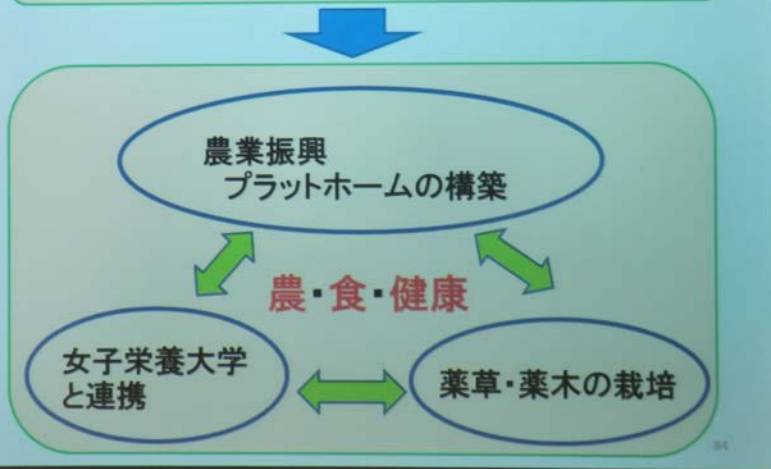 農業振興
プラットホームの構築
農・食・健康
女子栄養大学
と連携
薬草・薬木の栽培
84